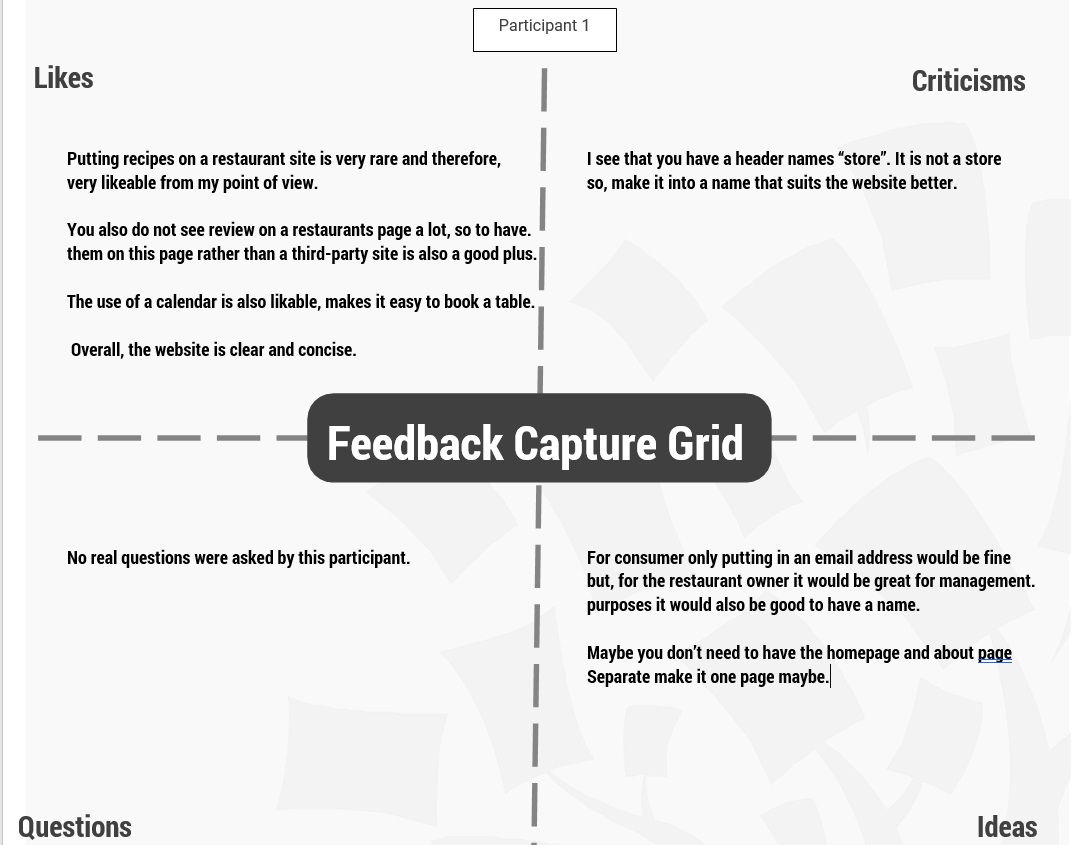 Participant 1
Likes
Criticisms
Putting recipes on a restaurant site is very rare and therefore,
very likeable from my point of view.
You also do not see review on a restaurants page a lot, so to have.
them on this page rather than a third-party site is also a good plus.
The use of a calendar is also likable, makes it easy to book a table.
Overall, the website is clear and concise.
I see that you have a header names “store”. It is not a store
so, make it into a name that suits the website better.
Feedback Capture Grid
No real questions were asked by this participant.
For consumer only putting in an email address would be fine
but, for the restaurant owner it would be great for management.
purposes it would also be good to have a name.
Maybe you don’t need to have the homepage and about page
Separate make it one page maybe.
Questions
Ideas